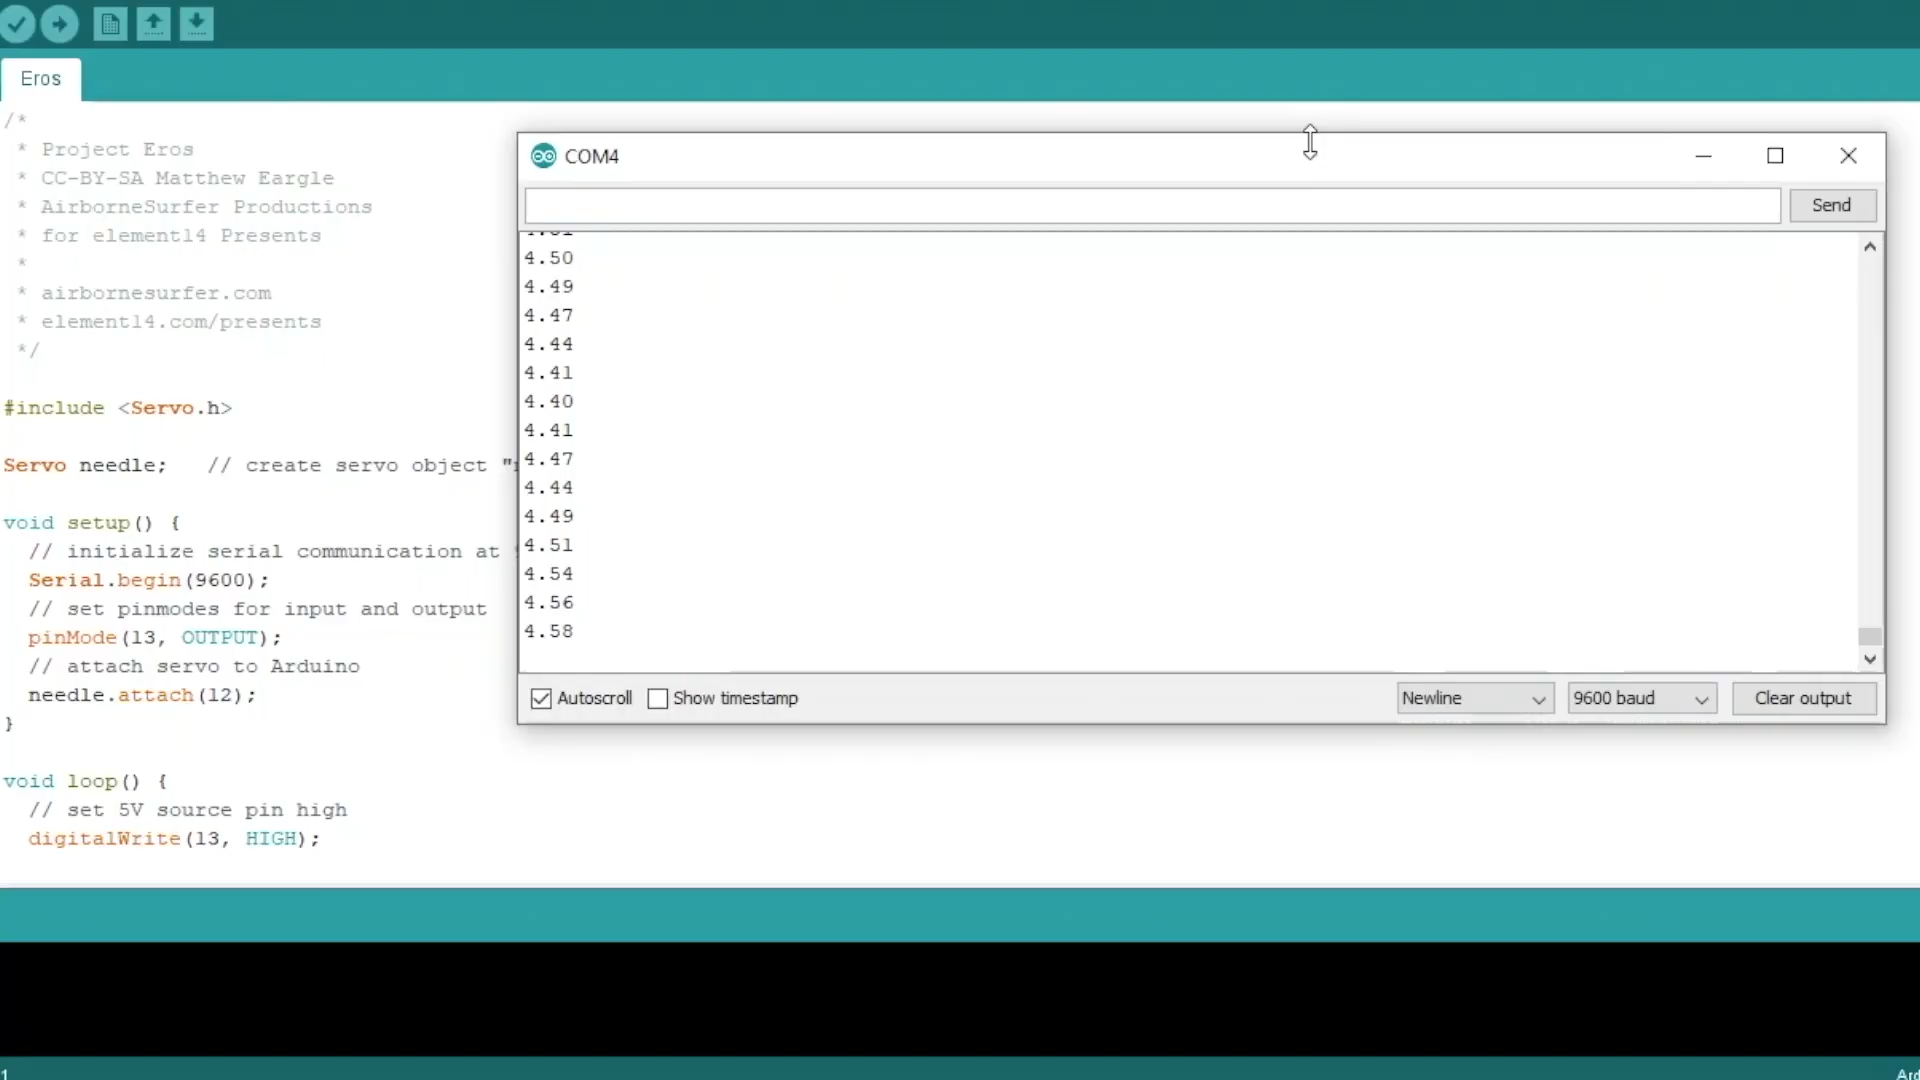 Eros
/*
* Project Eros
* CC-BY-SA Matthew Eargle
* AirborneSurfer Productions
* for element14 Presents
*
* airbornesurfer.com
* element14.com/presents
*/
#include <Servo.h>
Servo needle;   // create servo object "
void setup() {
// initialize serial communication at
Serial.begin(9600);
// set pinmodes for input and output
pinMode(13, OUTPUT);
// attach servo to Arduino
needle.attach(12);
}
void loop() {
// set 5V source pin high
digitalWrite(13, HIGH);
COM4
Send
4.50
4.49
4.47
4.44
4.41
4.40
4.41
4.47
4.44
4.49
4.51
4.54
4.56
4.58
Autoscroll Show timestamp Newline 9600 baud Clear output
1